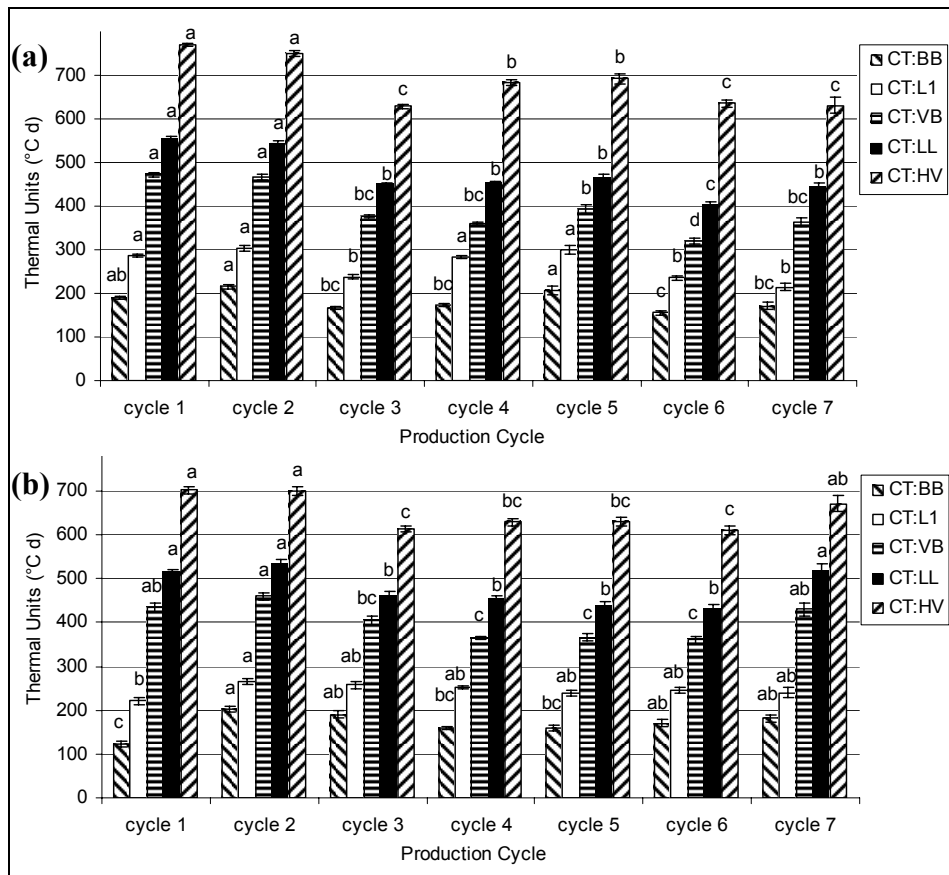 (a)
Thermal Units (°C d)
700
600
500
400
300
200
100
0
ab a a a a
a a a a a
bc b bc b c
bc a bc b b
a a b b b
c b d c c
bc b bc b c
cycle 1 cycle 2 cycle 3 cycle 4 cycle 5 cycle 6 cycle 7
Production Cycle
CT:BB
CT:L1
CT:VB
CT:LL
CT:HV
(b)
Thermal Units (°C d)
700
600
500
400
300
200
100
0
c b ab a a
a a a a a
ab ab bc b c
bc ab c b bc
bc ab c b bc
ab ab c b c
ab ab ab a ab
cycle 1 cycle 2 cycle 3 cycle 4 cycle 5 cycle 6 cycle 7
Production Cycle
CT:BB
CT:L1
CT:VB
CT:LL
CT:HV